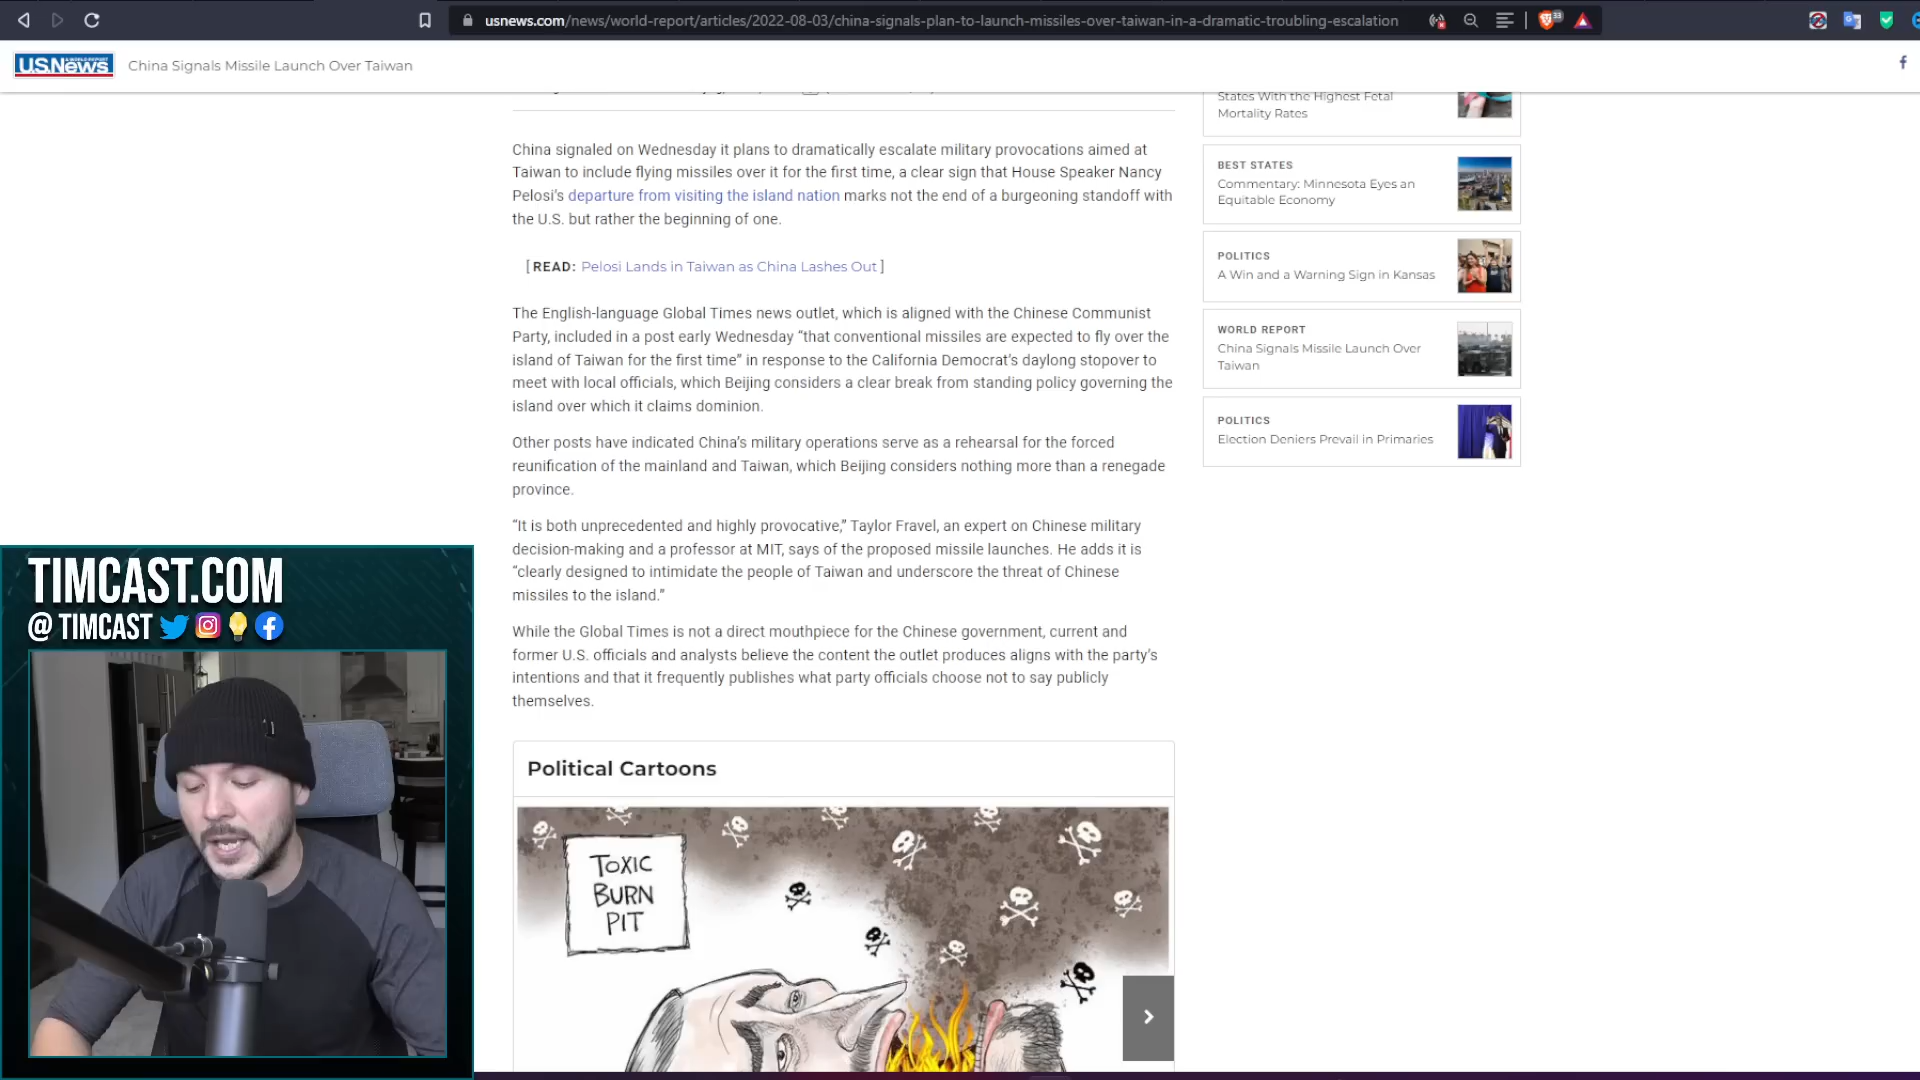 usnews.com/news/world-report/articles/2022-08-03/china-signals-plan-to-launch-missiles-over-taiwan-in-a-dramatic-troubling-escalation
33
U.S.News
China Signals Missile Launch Over Taiwan
China signaled on Wednesday it plans to dramatically escalate military provocations aimed at
Taiwan to include flying missiles over it for the first time, a clear sign that House Speaker Nancy
Pelosi’s departure from visiting the island nation marks not the end of a burgeoning standoff with
the U.S. but rather the beginning of one.
[ READ: Pelosi Lands in Taiwan as China Lashes Out ]
The English-language Global Times news outlet, which is aligned with the Chinese Communist
Party, included in a post early Wednesday “that conventional missiles are expected to fly over the
island of Taiwan for the first time” in response to the California Democrat’s daylong stopover to
meet with local officials, which Beijing considers a clear break from standing policy governing the
island over which it claims dominion.
Other posts have indicated China’s military operations serve as a rehearsal for the forced
reunification of the mainland and Taiwan, which Beijing considers nothing more than a renegade
province.
“It is both unprecedented and highly provocative,” Taylor Fravel, an expert on Chinese military
decision-making and a professor at MIT, says of the proposed missile launches. He adds it is
“clearly designed to intimidate the people of Taiwan and underscore the threat of Chinese
missiles to the island.”
While the Global Times is not a direct mouthpiece for the Chinese government, current and
former U.S. officials and analysts believe the content the outlet produces aligns with the party’s
intentions and that it frequently publishes what party officials choose not to say publicly
themselves.
Political Cartoons
TOXIC
BURN
PIT
States With the Highest Fetal
Mortality Rates
BEST STATES
Commentary: Minnesota Eyes an
Equitable Economy
POLITICS
A Win and a Warning Sign in Kansas
WORLD REPORT
China Signals Missile Launch Over
Taiwan
POLITICS
Election Deniers Prevail in Primaries
TIMCAST.COM
@ TIMCAST